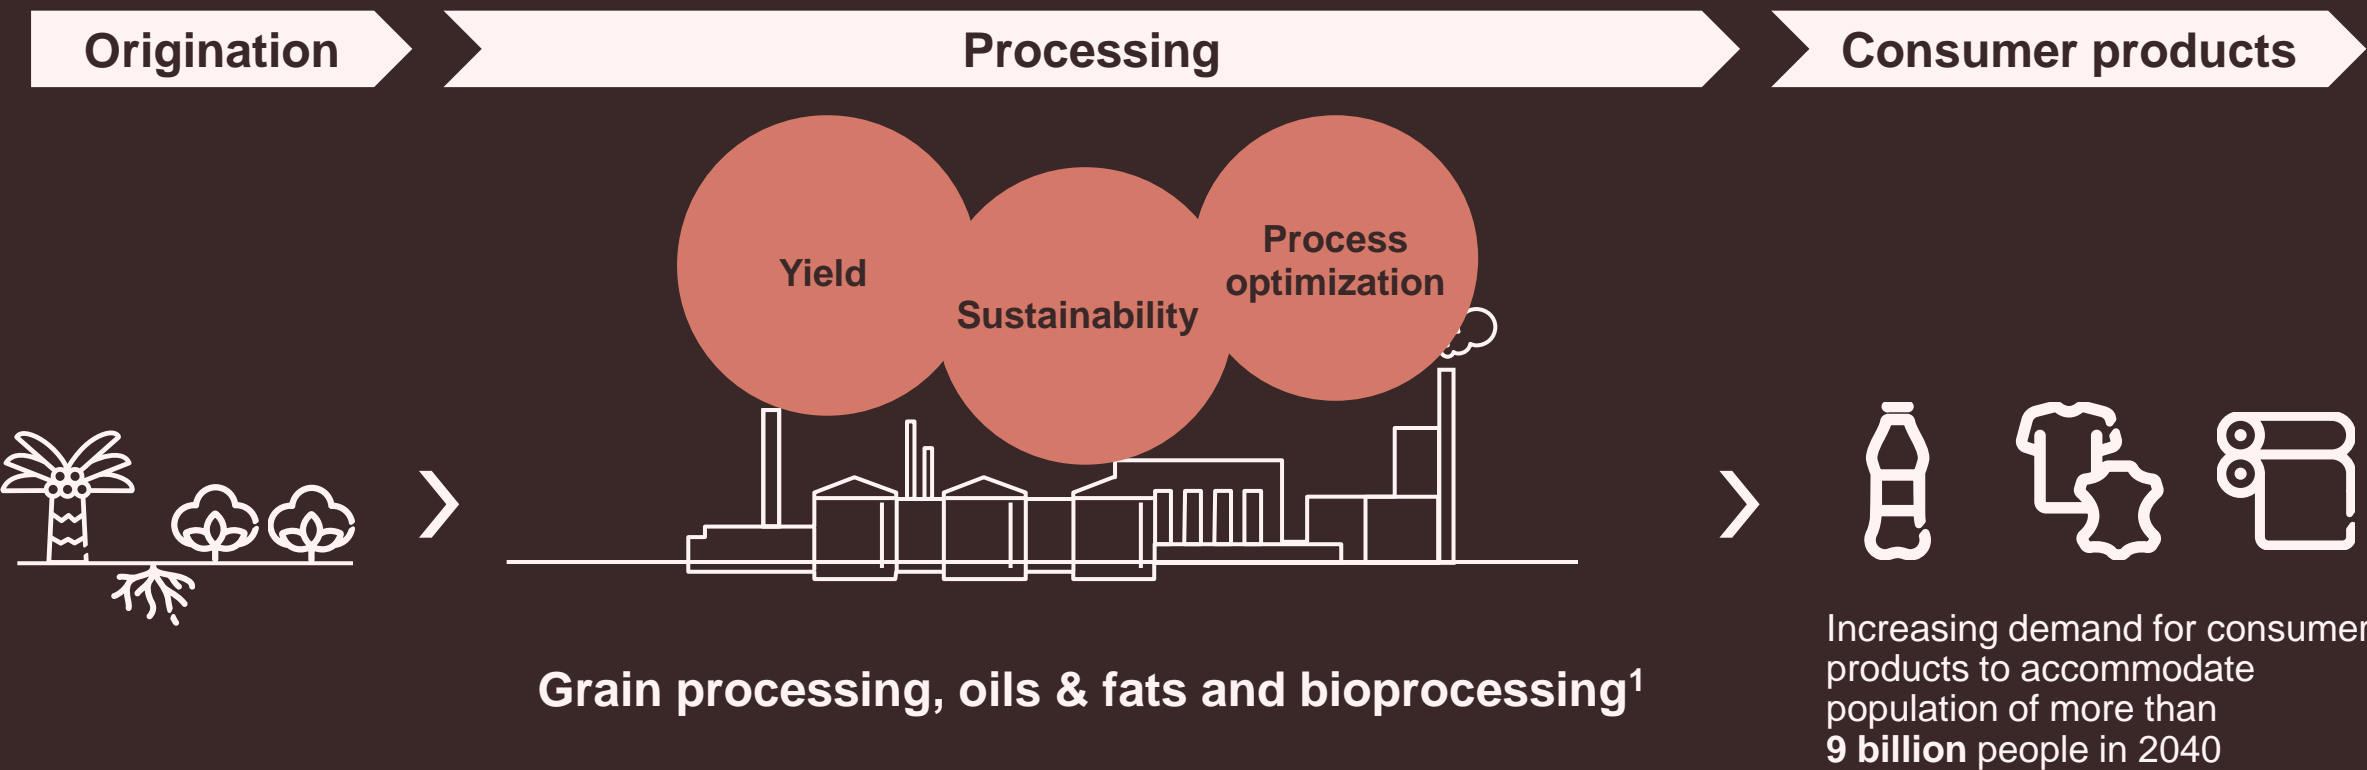 Origination
Processing
Consumer products
Yield
Sustainability
Process
optimization
Grain processing, oils & fats and bioprocessing¹
Increasing demand for consumer
products to accommodate
population of more than
9 billion people in 2040